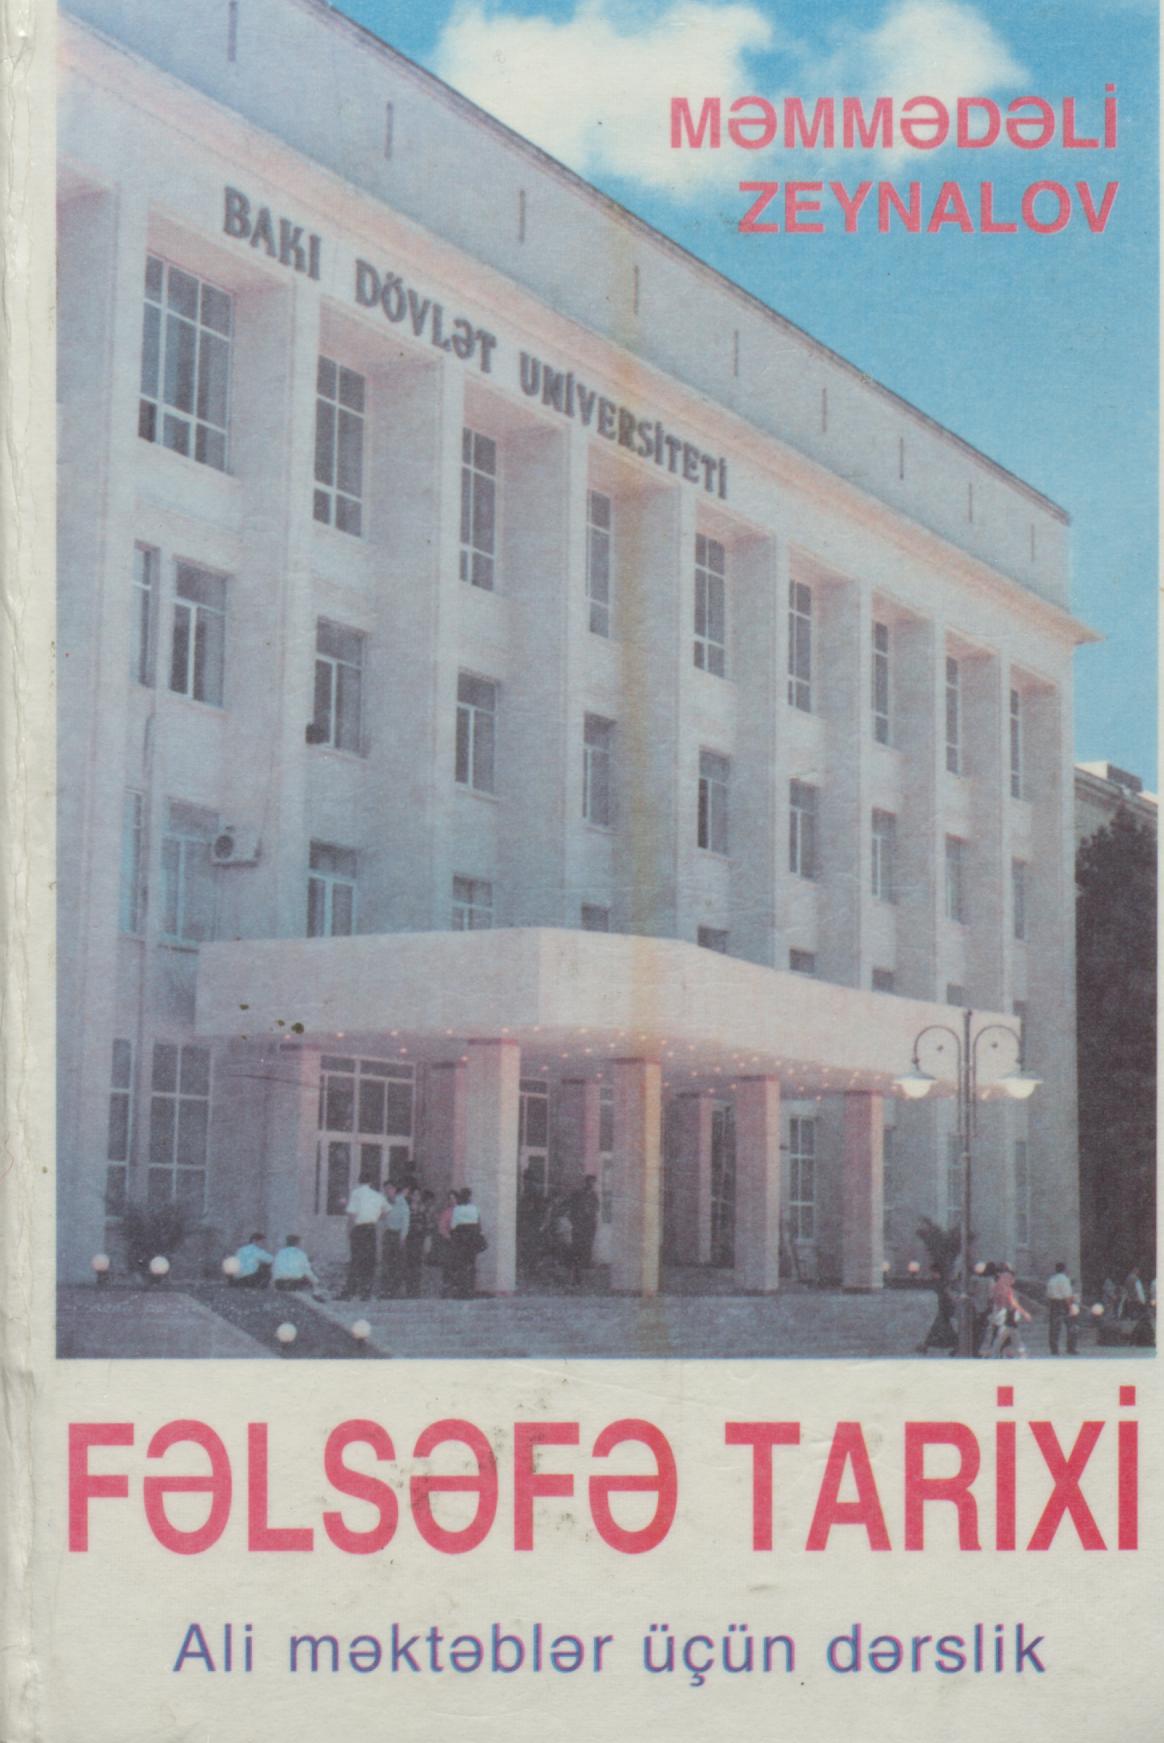 MƏMMƏDƏLİ
ZEYNALOV
BAKI DÖVLƏT UNİVERSİTETİ
FƏLSƏFƏ TARİXİ
Ali məktəblər üçün dərslik